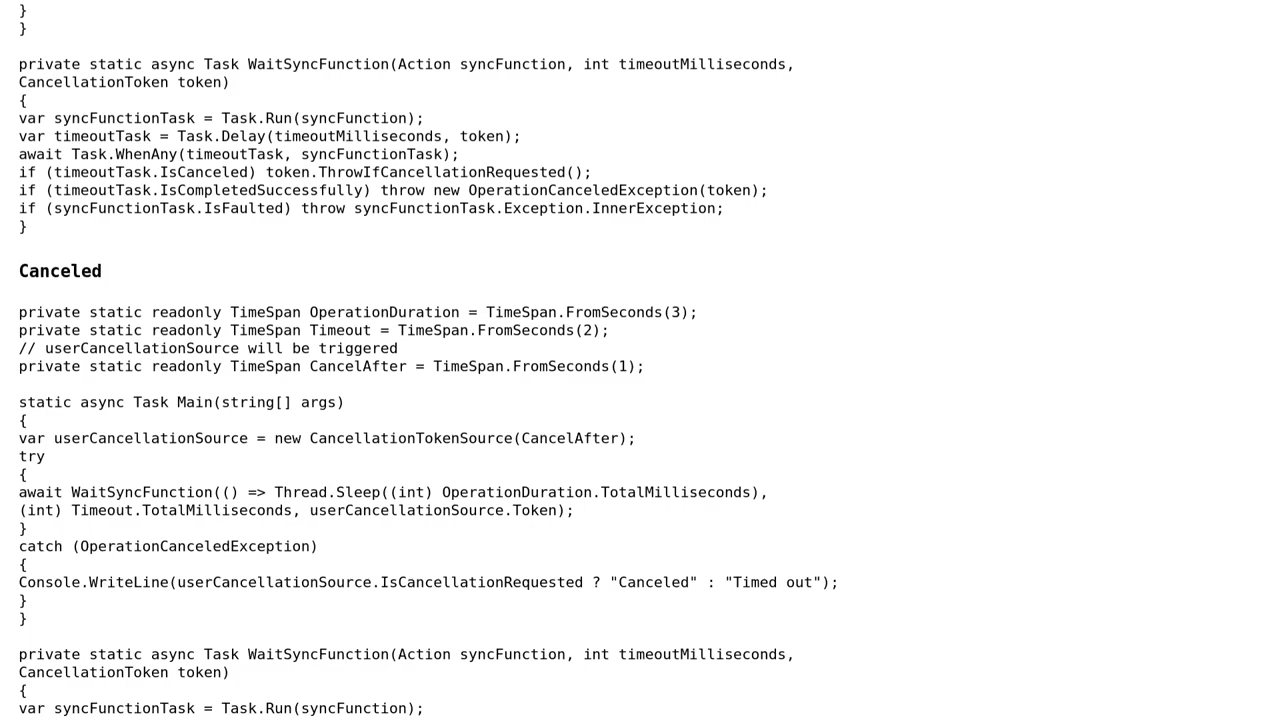 }
}
private static async Task WaitSyncFunction(Action syncFunction, int timeoutMilliseconds,
CancellationToken token)
{
var syncFunctionTask = Task.Run(syncFunction);
var timeoutTask = Task.Delay(timeoutMilliseconds, token);
await Task.WhenAny(timeoutTask, syncFunctionTask);
if (timeoutTask.IsCanceled) token.ThrowIfCancellationRequested();
if (timeoutTask.IsCompletedSuccessfully) throw new OperationCanceledException(token);
if (syncFunctionTask.IsFaulted) throw syncFunctionTask.Exception.InnerException;
}
Canceled
private static readonly TimeSpan OperationDuration = TimeSpan.FromSeconds(3);
private static readonly TimeSpan Timeout = TimeSpan.FromSeconds(2);
// userCancellationSource will be triggered
private static readonly TimeSpan CancelAfter = TimeSpan.FromSeconds(1);
static async Task Main(string[] args)
{
var userCancellationSource = new CancellationTokenSource(CancelAfter);
try
{
await WaitSyncFunction(() => Thread.Sleep((int) OperationDuration.TotalMilliseconds),
(int) Timeout.TotalMilliseconds, userCancellationSource.Token);
}
catch (OperationCanceledException)
{
Console.WriteLine(userCancellationSource.IsCancellationRequested ? "Canceled" : "Timed out");
}
}
private static async Task WaitSyncFunction(Action syncFunction, int timeoutMilliseconds,
CancellationToken token)
{
var syncFunctionTask = Task.Run(syncFunction);